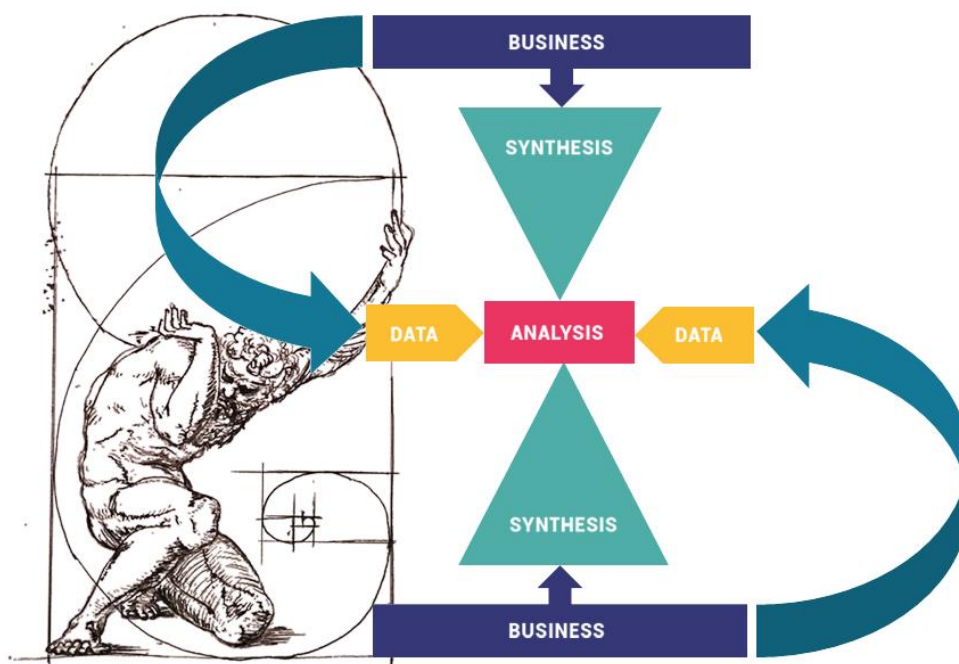 BUSINESS
SYNTHESIS
DATA
ANALYSIS
DATA
SYNTHESIS
BUSINESS